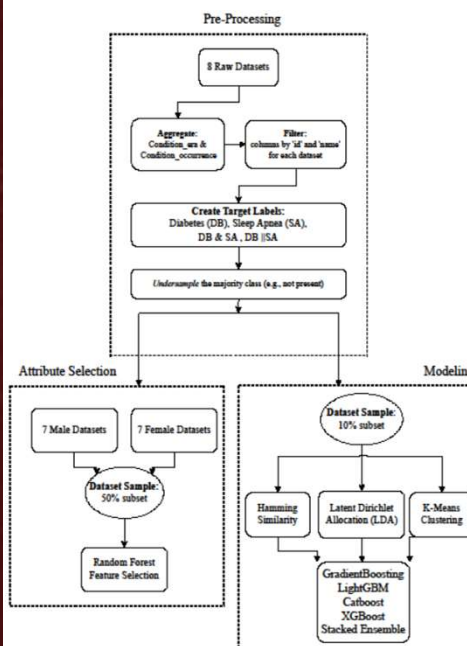 Pre-Processing
8 Raw Datasets
Aggregate:
Condition_era &
Condition_occurrence
Filter:
columns by 'id' and 'name'
for each dataset
Create Target Labels:
Diabetes (DB), Sleep Apnea (SA),
DB & SA , DB ||SA
Undersample the majority class (e.g., not present)
Attribute Selection
7 Male Datasets
7 Female Datasets
Dataset Sample:
50% subset
Random Forest
Feature Selection
Modelin
Dataset Sample:
10% subset
Hamming
Similarity
Latent Dirichlet
Allocation (LDA)
K-Means
Clustering
GradientBoosting
LightGBM
Catboost
XGBoost
Stacked Ensemble